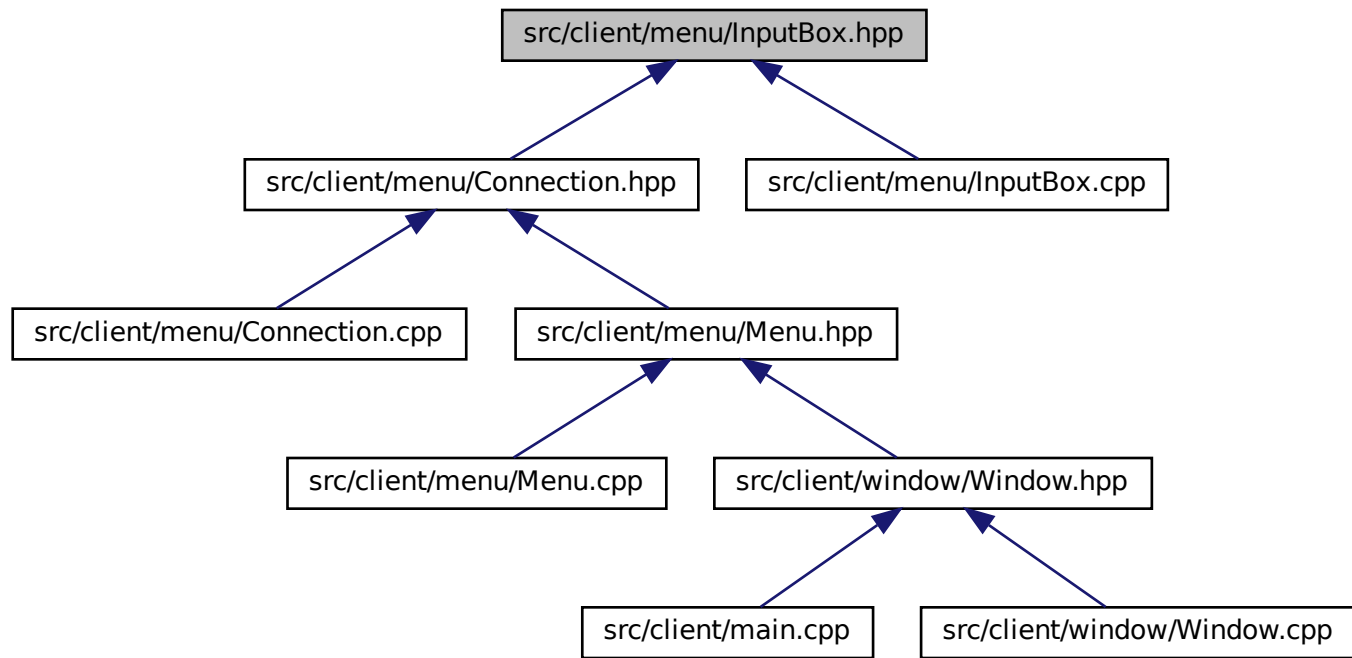 src/client/menu/InputBox.hpp
src/client/menu/Connection.hpp
src/client/menu/InputBox.cpp
src/client/menu/Connection.cpp
src/client/menu/Menu.hpp
src/client/menu/Menu.cpp
src/client/window/Window.hpp
src/client/main.cpp
src/client/window/Window.cpp